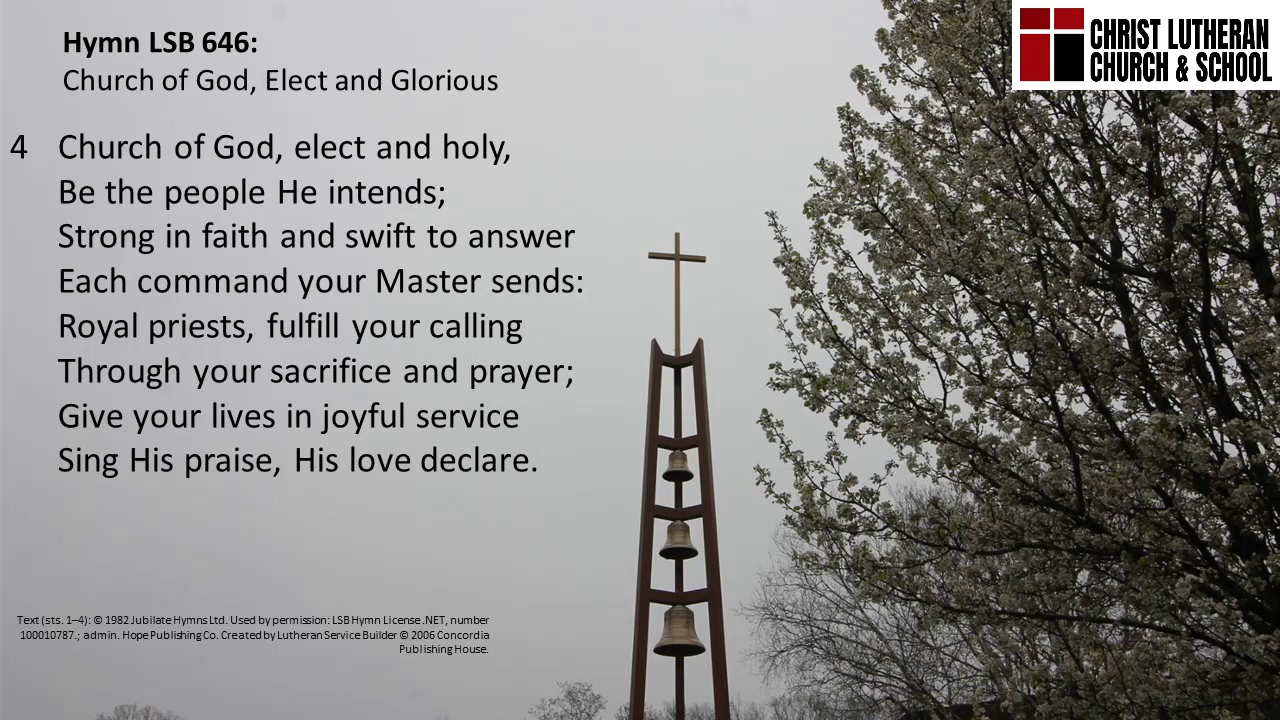 Hymn LSB 646:
Church of God, Elect and Glorious
CHRIST LUTHERAN
CHURCH & SCHOOL
4 Church of God, elect and holy,
Be the people He intends;
Strong in faith and swift to answer
Each command your Master sends:
Royal priests, fulfill your calling
Through your sacrifice and prayer;
Give your lives in joyful service
Sing His praise, His love declare.
Text (sts. 1–4): © 1982 Jubilate Hymns Ltd. Used by permission: LSB Hymn License .NET, number
100010787.; admin. Hope Publishing Co. Created by Lutheran Service Builder © 2006 Concordia
Publishing House.